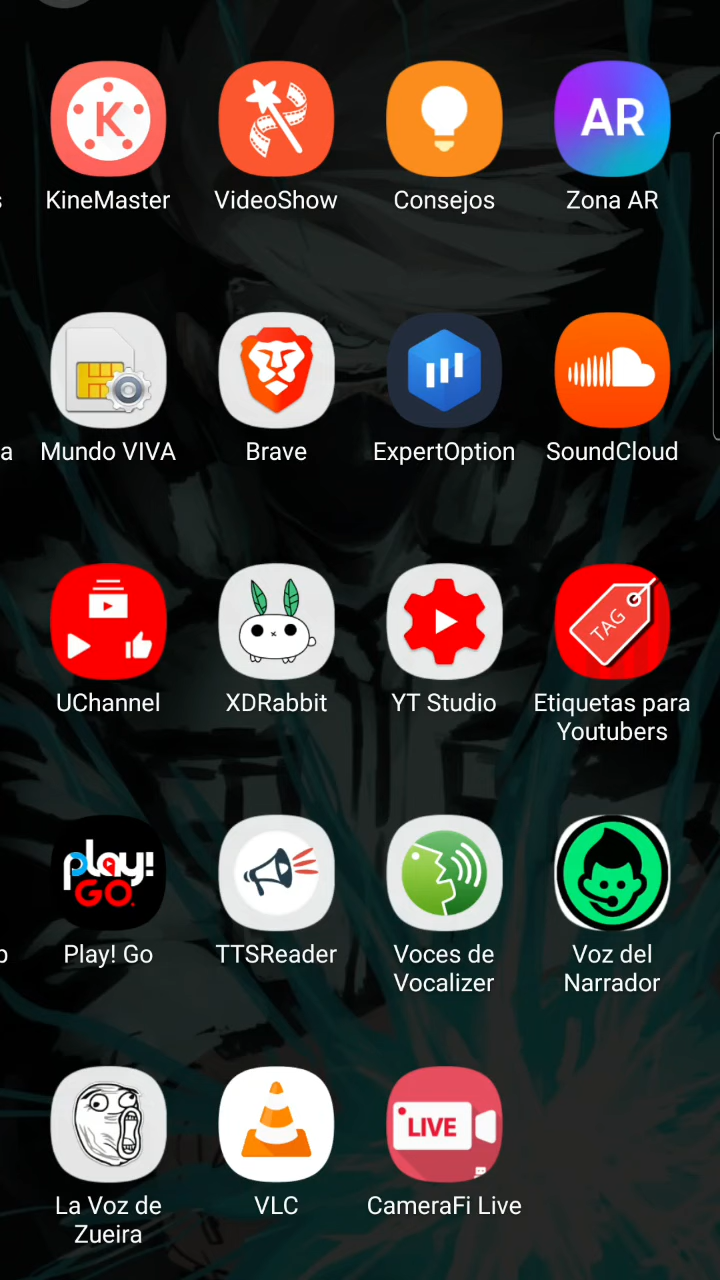 K
AR
KineMaster
VideoShow
Consejos
Zona AR
s
Mundo VIVA
Brave
ExpertOption
SoundCloud
a
TAG
UChannel
XDRabbit
YT Studio
Etiquetas para
Youtubers
play!
GO
Play! Go
TTSReader
Voces de
Vocalizer
Voz del
Narrador
LIVE
La Voz de
Zueira
VLC
CameraFi Live